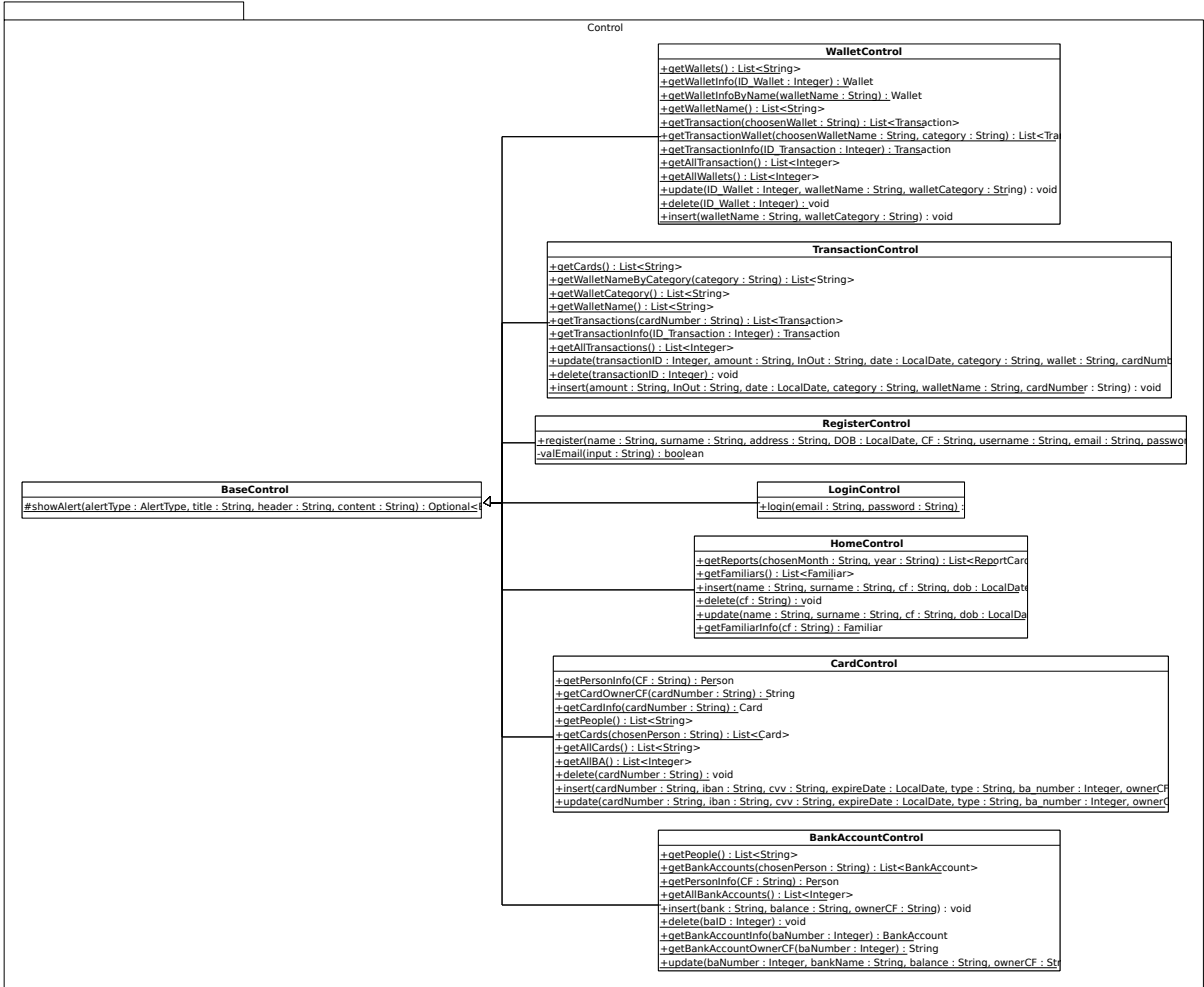 Control
WalletControl
+getWallets() : List<String>
+getWalletInfo(ID_Wallet : Integer) : Wallet
+getWalletInfoByName(walletName : String) : Wallet
+getWalletName() : List<String>
+getTransaction(choosenWallet : String) : List<Transaction>
+getTransactionWallet(choosenWalletName : String, category : String) : List<Tra
+getTransactionInfo(ID_Transaction : Integer) : Transaction
+getAllTransaction() : List<Integer>
+getAllWallets() : List<Integer>
+update(ID_Wallet : Integer, walletName : String, walletCategory : String) : void
+delete(ID_Wallet : Integer) : void
+insert(walletName : String, walletCategory : String) : void
TransactionControl
+getCards() : List<String>
+getWalletNameByCategory(category : String) : List<String>
+getWalletCategory() : List<String>
+getWalletName() : List<String>
+getTransactions(cardNumber : String) : List<Transaction>
+getTransactionInfo(ID_Transaction : Integer) : Transaction
+getAllTransactions() : List<Integer>
+update(transactionID : Integer, amount : String, InOut : String, date : LocalDate, category : String, wallet : String, cardNumb
+delete(transactionID : Integer) : void
+insert(amount : String, InOut : String, date : LocalDate, category : String, walletName : String, cardNumber : String) : void
RegisterControl
+register(name : String, surname : String, address : String, DOB : LocalDate, CF : String, username : String, email : String, passwor
-valEmail(input : String) : boolean
BaseControl
#showAlert(alertType : AlertType, title : String, header : String, content : String) : Optional<
LoginControl
+login(email : String, password : String) :
HomeControl
+getReports(chosenMonth : String, year : String) : List<ReportCard
+getFamiliars() : List<Familiar>
+insert(name : String, surname : String, cf : String, dob : LocalDate
+delete(cf : String) : void
+update(name : String, surname : String, cf : String, dob : LocalDa
+getFamiliarInfo(cf : String) : Familiar
CardControl
+getPersonInfo(CF : String) : Person
+getCardOwnerCF(cardNumber : String) : String
+getCardInfo(cardNumber : String) : Card
+getPeople() : List<String>
+getCards(chosenPerson : String) : List<Card>
+getAllCards() : List<String>
+getAllBA() : List<Integer>
+delete(cardNumber : String) : void
+insert(cardNumber : String, iban : String, cvv : String, expireDate : LocalDate, type : String, ba_number : Integer, ownerCF
+update(cardNumber : String, iban : String, cvv : String, expireDate : LocalDate, type : String, ba_number : Integer, ownerC
BankAccountControl
+getPeople() : List<String>
+getBankAccounts(chosenPerson : String) : List<BankAccount>
+getPersonInfo(CF : String) : Person
+getAllBankAccounts() : List<Integer>
+insert(bank : String, balance : String, ownerCF : String) : void
+delete(baID : Integer) : void
+getBankAccountInfo(baNumber : Integer) : BankAccount
+getBankAccountOwnerCF(baNumber : Integer) : String
+update(baNumber : Integer, bankName : String, balance : String, ownerCF : Str